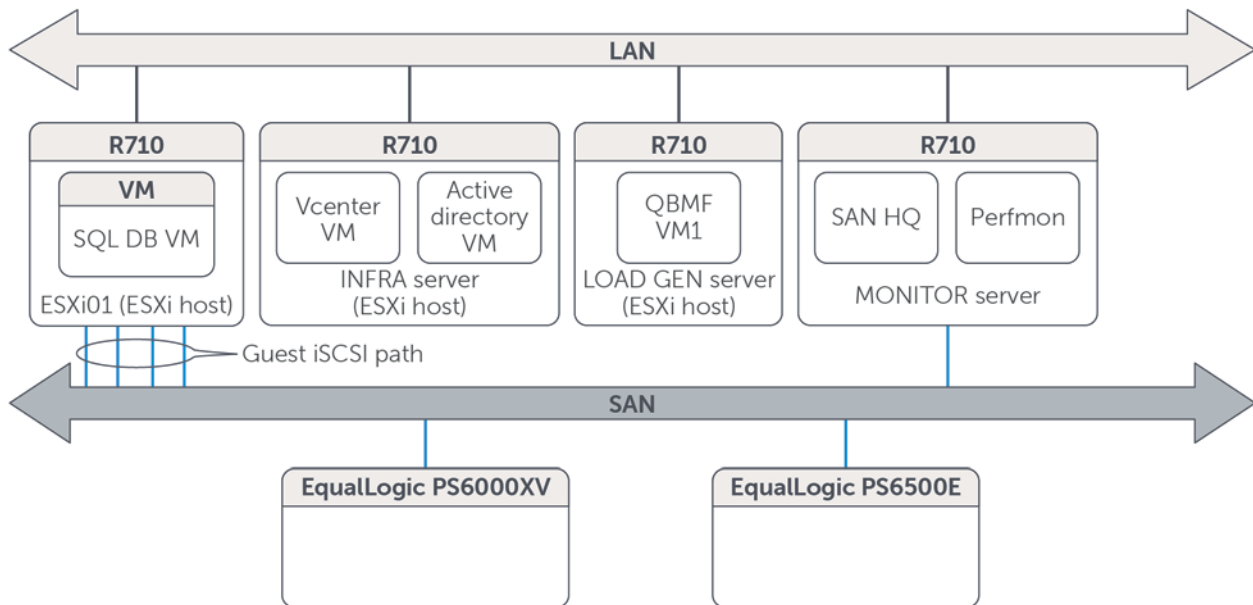 LAN
R710
VM
SQL DB VM
ESXi01 (ESXi host)
R710
Vcenter
VM
Active
directory
VM
INFRA server
(ESXi host)
R710
QBMF
VM1
LOAD GEN server
(ESXi host)
R710
SAN HQ
Perfmon
MONITOR server
Guest iSCSI path
SAN
EqualLogic PS6000XV
EqualLogic PS6500E